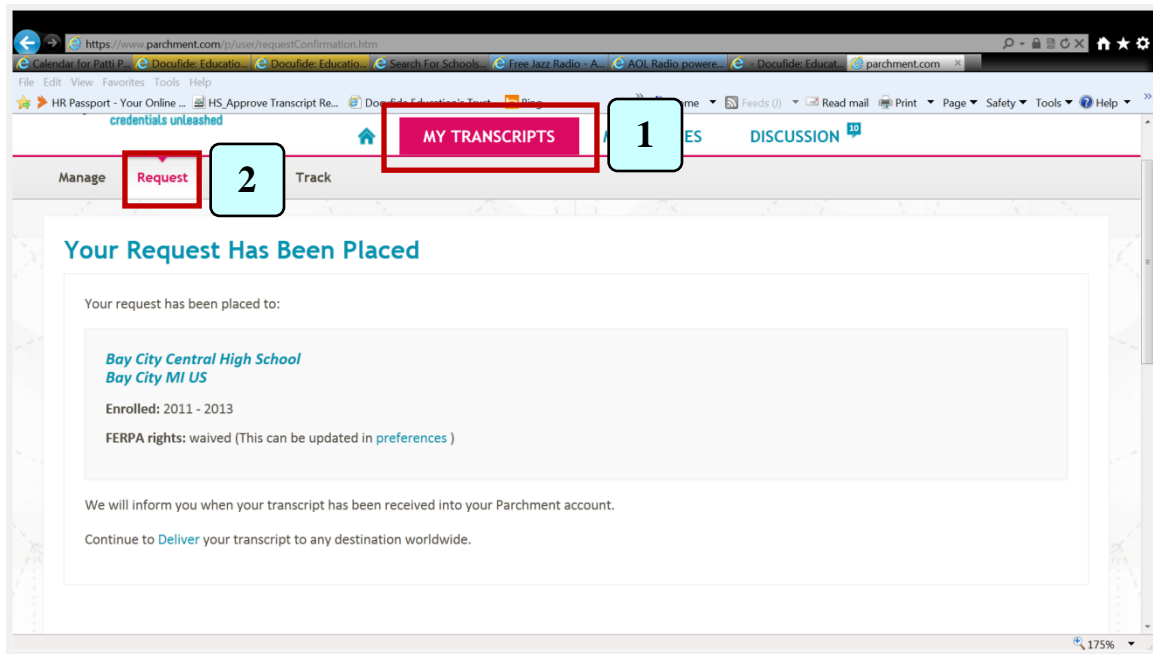 https://www.parchment.com/p/user/requestConfirmation.htm
Calendar for Patti P... Docufide: Educatio... Docufide: Educatio... Search For Schools... Free Jazz Radio - A... AOL Radio powere... - Docufide: Educat... parchment.com
File Edit View Favorites Tools Help
HR Passport - Your Online ... HS_Approve Transcript Re... Feeds (J) Read mail Print Page Safety Tools Help
credentials unleashed
MY TRANSCRIPTS 1 ES DISCUSSION 10
Manage Request 2 Track
Your Request Has Been Placed
Your request has been placed to:
Bay City Central High School
Bay City MI US
Enrolled: 2011 - 2013
FERPA rights: waived (This can be updated in preferences )
We will inform you when your transcript has been received into your Parchment account.
Continue to Deliver your transcript to any destination worldwide.
175%